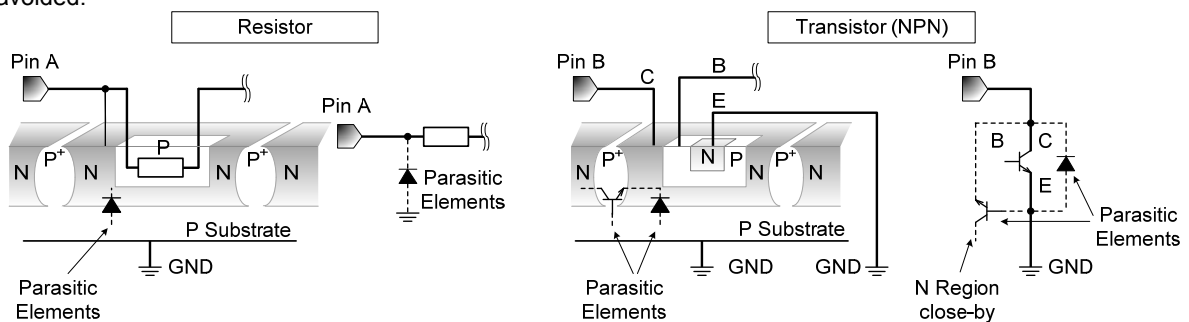 avoided.
Resistor
Transistor (NPN)
Pin A
Pin A
N
P+
N
P
N
P+
N
Parasitic
Elements
P Substrate
GND
Parasitic
Elements
Pin B
C
B
E
N
P+
N
N
P
P+
N
N
P Substrate
GND
GND
Parasitic
Elements
Pin B
B
C
E
Parasitic
Elements
GND
N Region
close-by